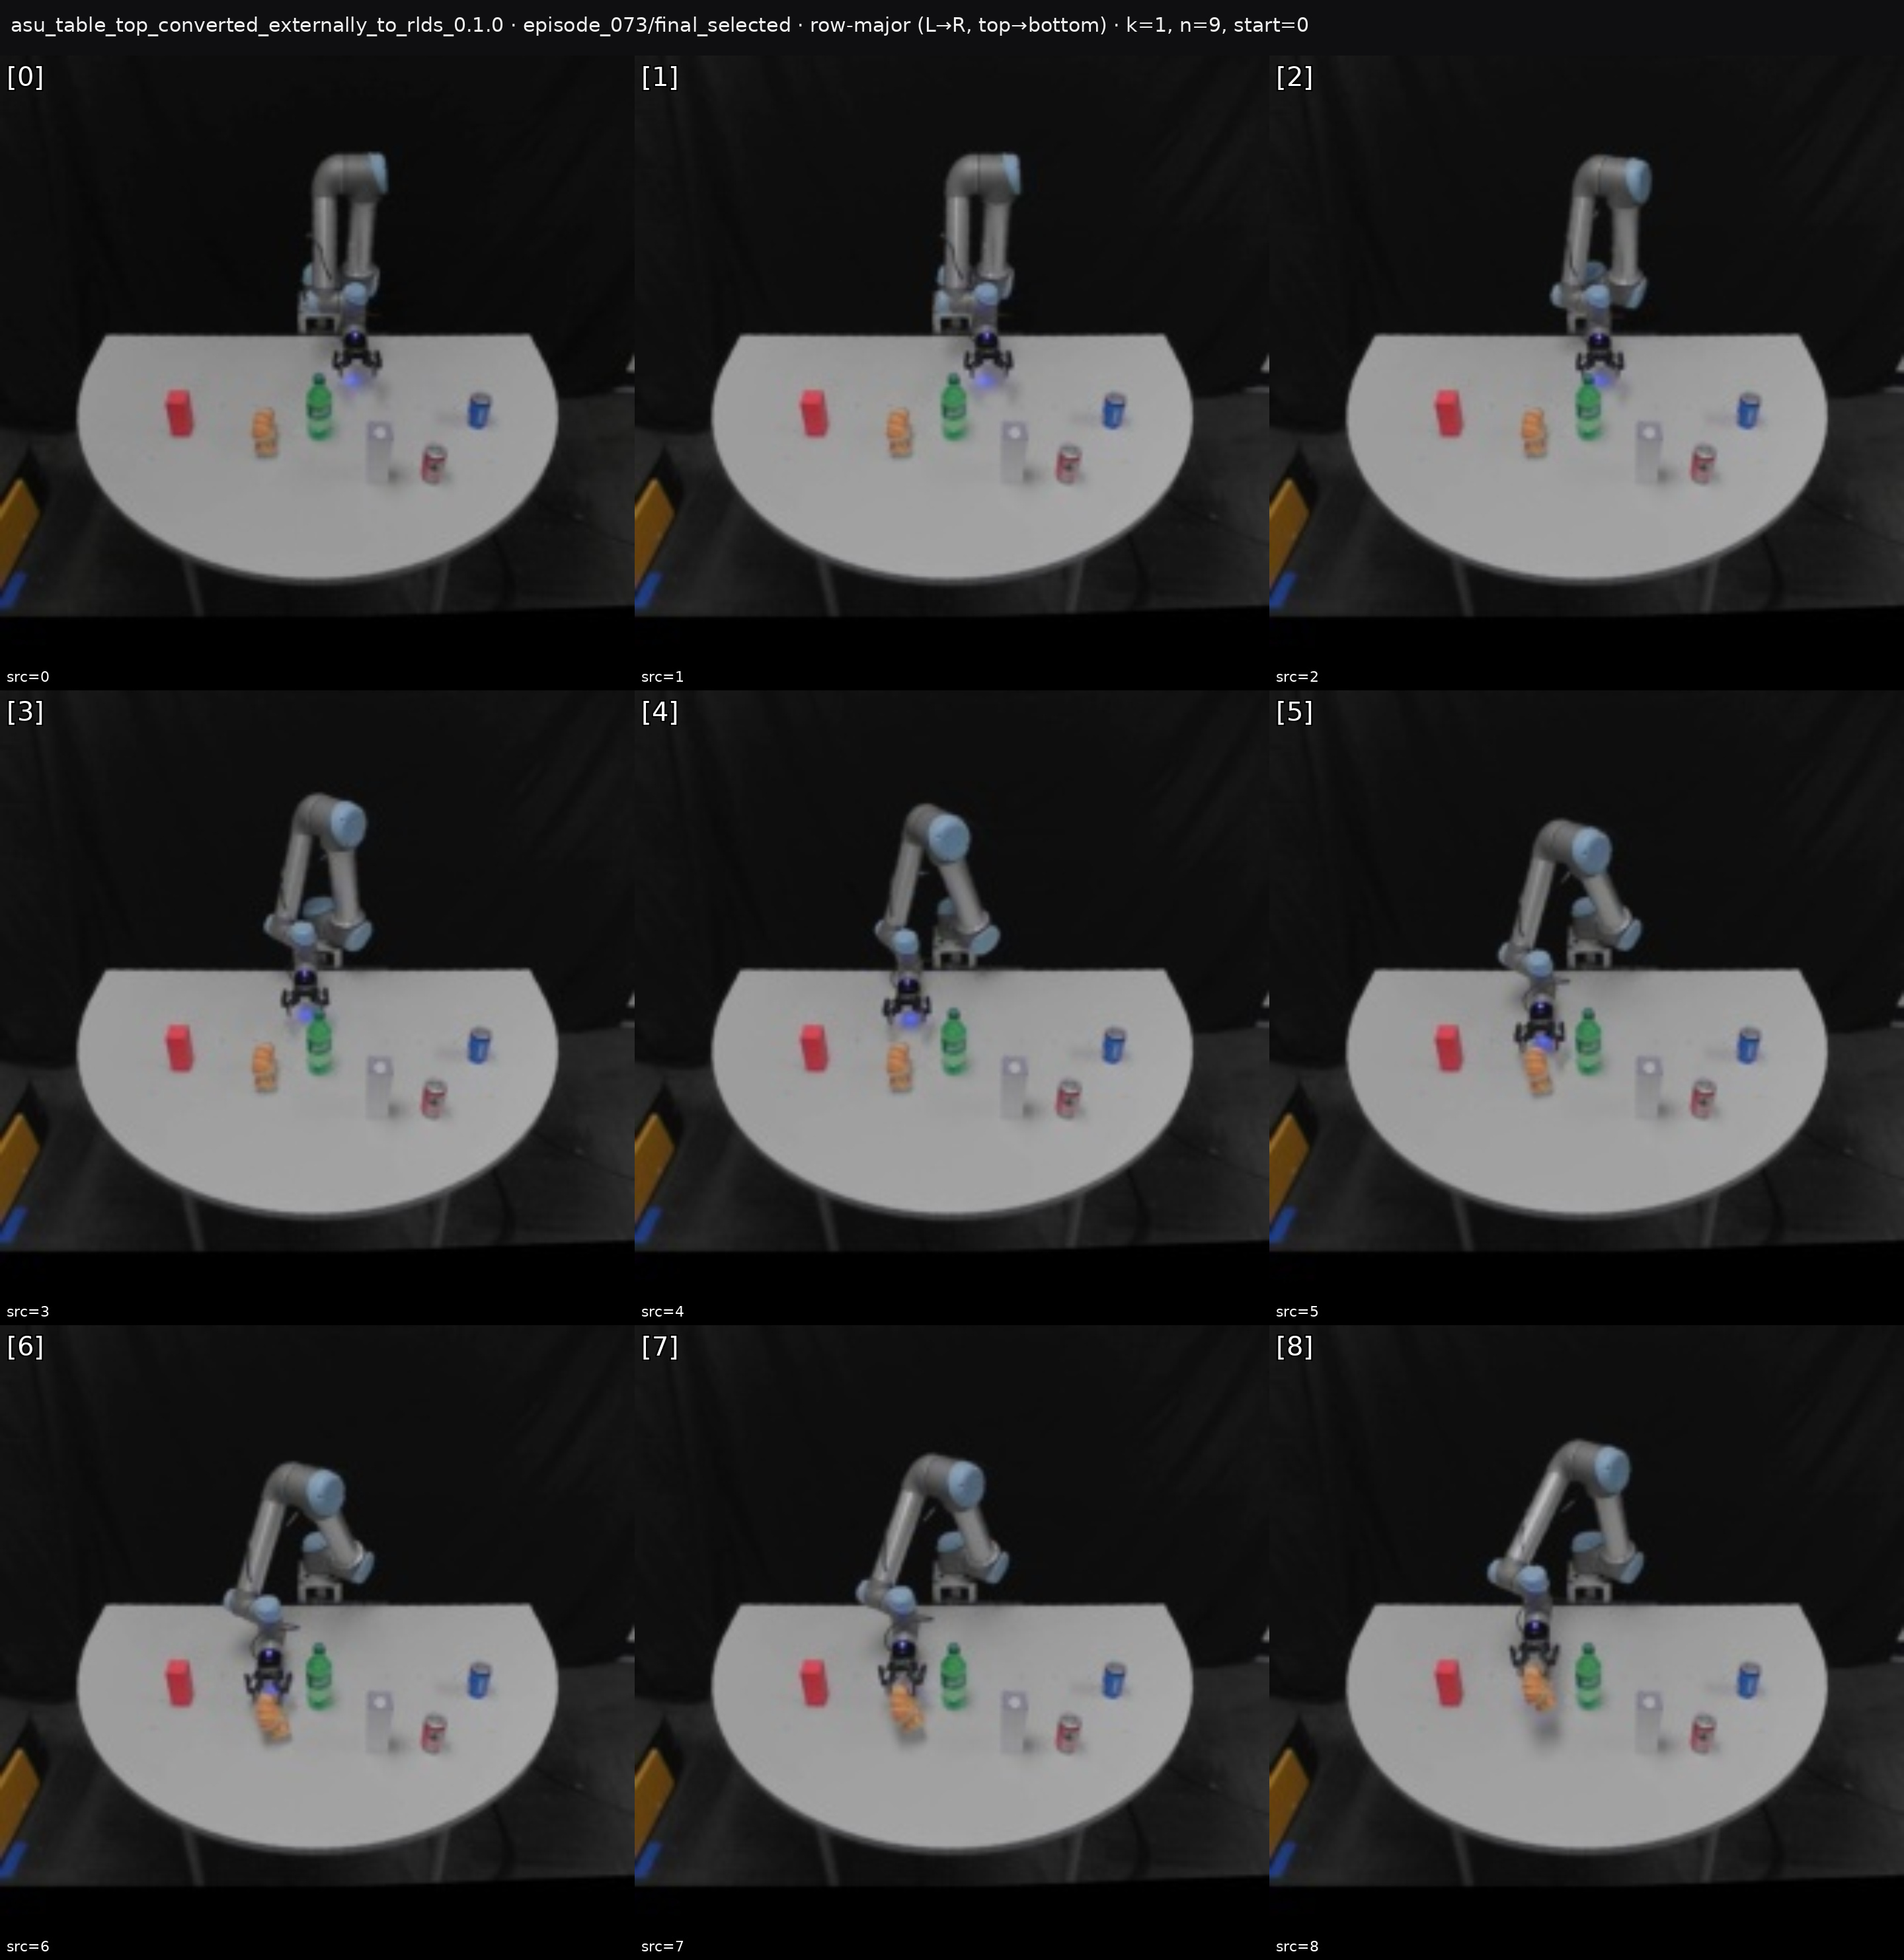 asu_table_top_converted_externally_to_rlds_0.1.0 · episode_073/final_selected · row-major (L→R, top→bottom) · k=1, n=9, start=0
[0]
[1]
[2]
src=0
src=1
src=2
[3]
[4]
[5]
src=3
src=4
src=5
[6]
[7]
[8]
src=6
src=7
src=8